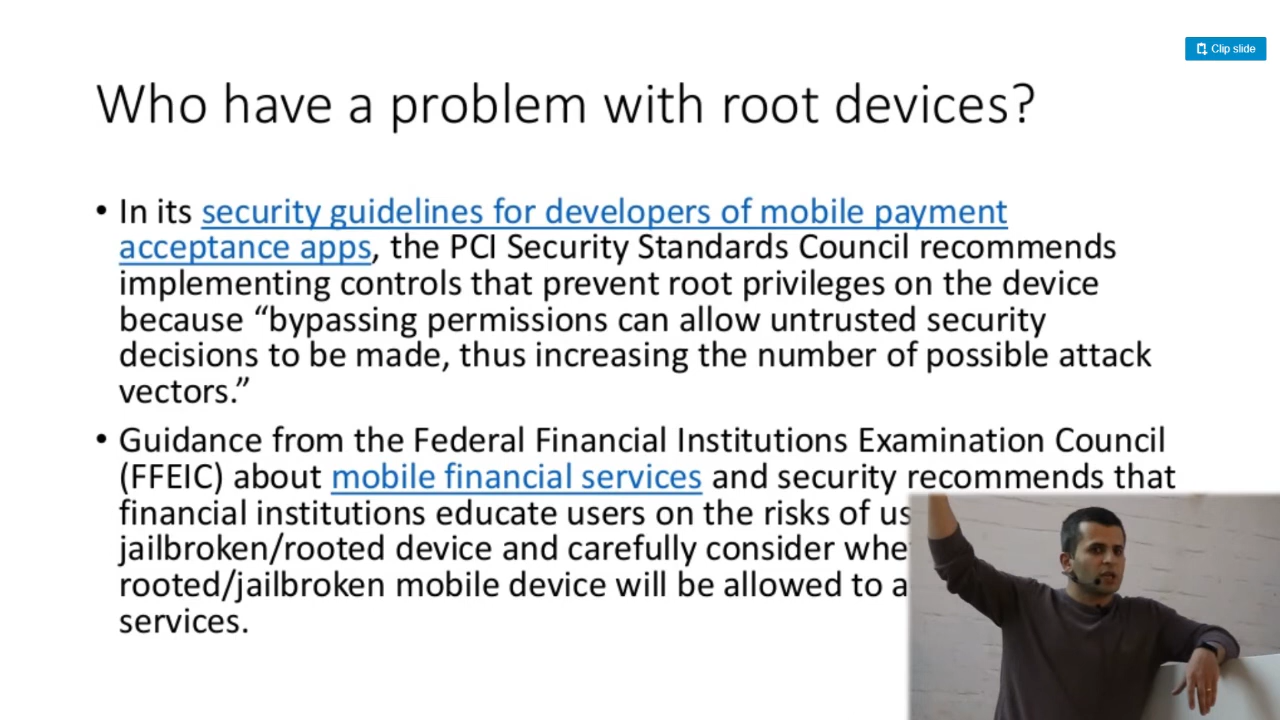 Clip slide
Who have a problem with root devices?
• In its security guidelines for developers of mobile payment
acceptance apps, the PCI Security Standards Council recommends
implementing controls that prevent root privileges on the device
because “bypassing permissions can allow untrusted security
decisions to be made, thus increasing the number of possible attack
vectors.”
• Guidance from the Federal Financial Institutions Examination Council
(FFEIC) about mobile financial services and security recommends that
financial institutions educate users on the risks of us
jailbroken/rooted device and carefully consider whe
rooted/jailbroken mobile device will be allowed to a
services.